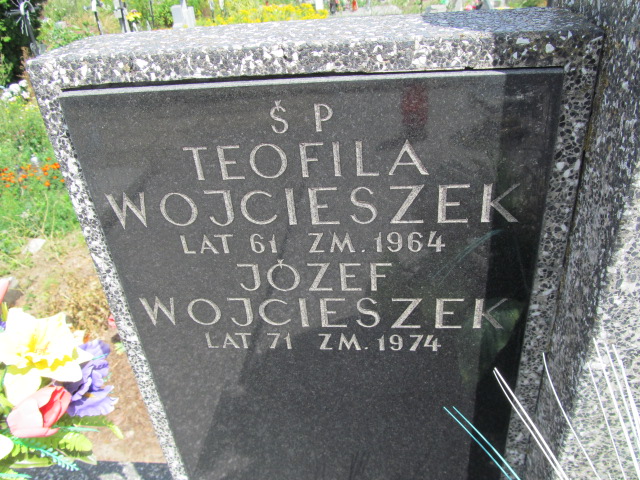 Ś P
TEOFILA
WOJCIESZEK
LAT 61 ZM. 1964
JÓZEF
WOJCIESZEK
LAT 71 ZM. 1974